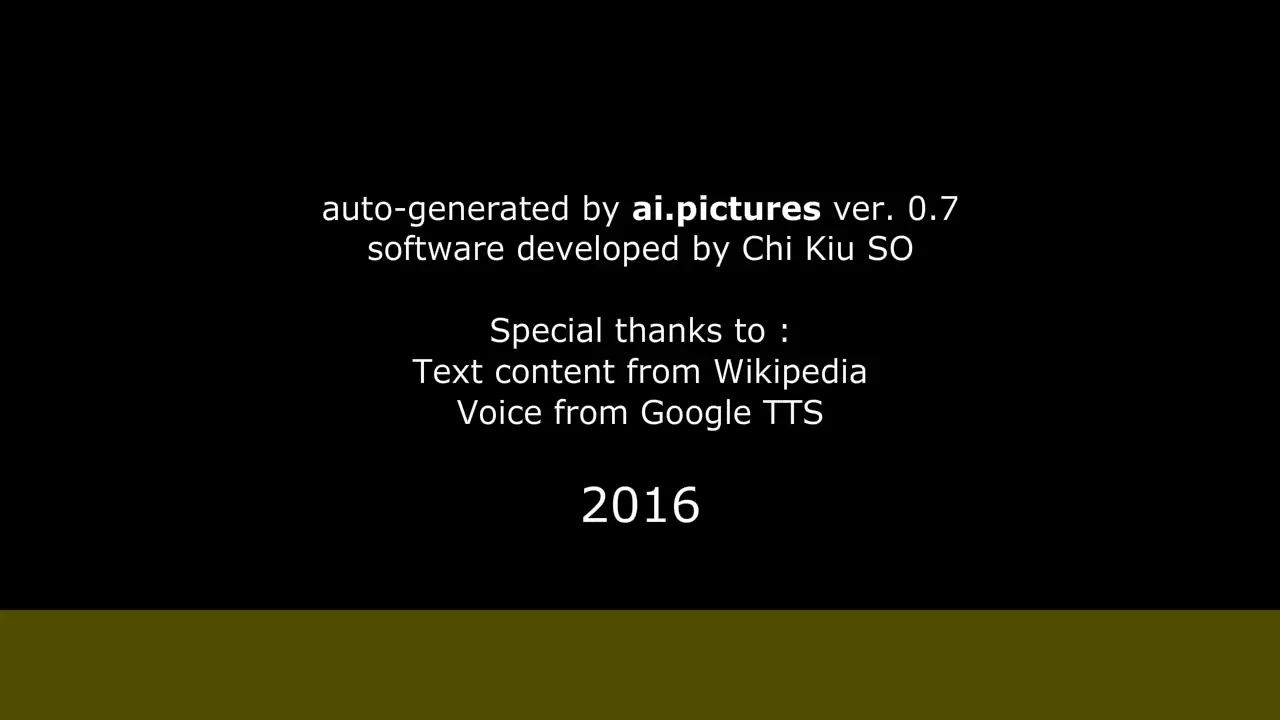 auto-generated by ai.pictures ver. 0.7
software developed by Chi Kiu SO
Special thanks to :
Text content from Wikipedia
Voice from Google TTS
2016